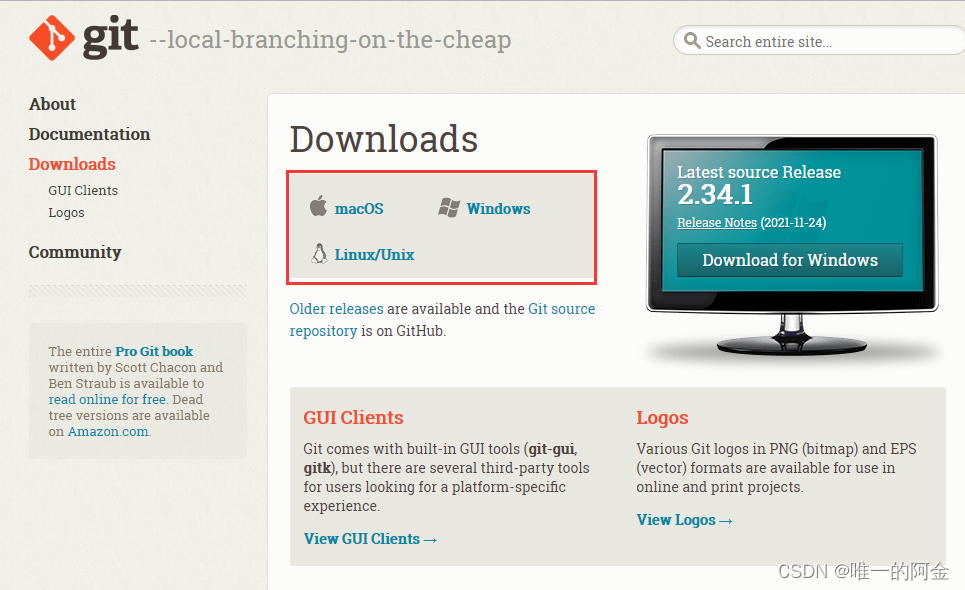 git --local-branching-on-the-cheap
Search entire site...
About
Documentation
Downloads
GUI Clients
Logos
Community
The entire Pro Git book
written by Scott Chacon and
Ben Straub is available to
read online for free. Dead
tree versions are available
on Amazon.com.
Downloads
macOS
Windows
Linux/Unix
Older releases are available and the Git source
repository is on GitHub.
Latest source Release
2.34.1
Release Notes (2021-11-24)
Download for Windows
GUI Clients
Git comes with built-in GUI tools (git-gui,
gitk), but there are several third-party tools
for users looking for a platform-specific
experience.
View GUI Clients →
Logos
Various Git logos in PNG (bitmap) and EPS
(vector) formats are available for use in
online and print projects.
View Logos →
CSDN @唯一的阿金